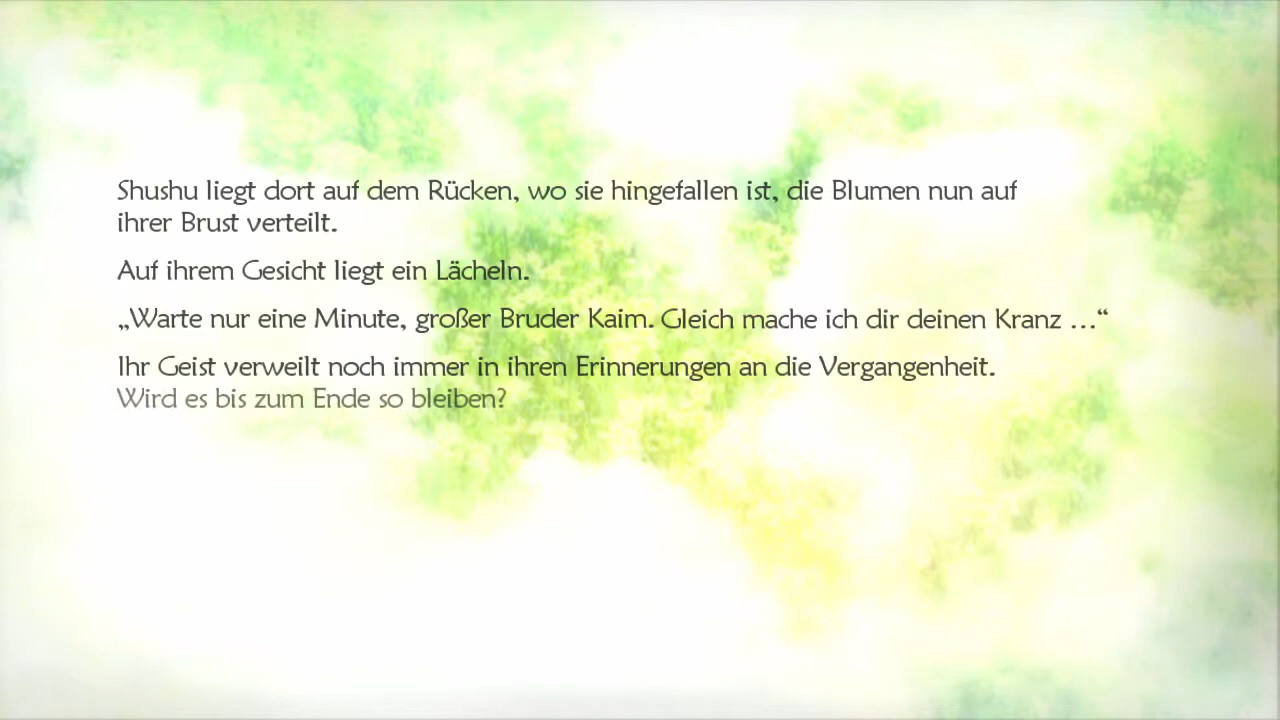 Shushu liegt dort auf dem Rücken, wo sie hingefallen ist, die Blumen nun auf
ihrer Brust verteilt.
Auf ihrem Gesicht liegt ein Lächeln.
„Warte nur eine Minute, großer Bruder Kaim. Gleich mache ich dir deinen Kranz …“
Ihr Geist verweilt noch immer in ihren Erinnerungen an die Vergangenheit.
Wird es bis zum Ende so bleiben?